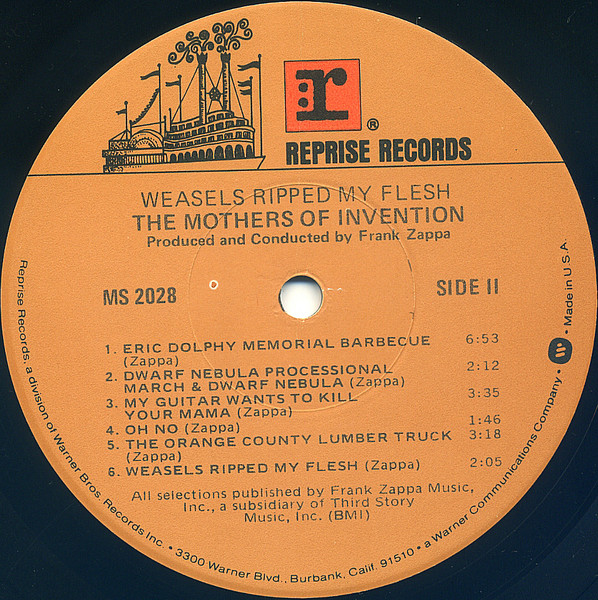 r
®
REPRISE RECORDS
WEASELS RIPPED MY FLESH
THE MOTHERS OF INVENTION
Produced and Conducted by Frank Zappa
MS 2028
SIDE II
1. ERIC DOLPHY MEMORIAL BARBECUE 6:53
(Zappa)
2. DWARF NEBULA PROCESSIONAL 2:12
MARCH & DWARF NEBULA (Zappa)
3. MY GUITAR WANTS TO KILL 3:35
YOUR MAMA (Zappa)
4. OH NO (Zappa) 1:46
5. THE ORANGE COUNTY LUMBER TRUCK 3:18
(Zappa)
6. WEASELS RIPPED MY FLESH (Zappa) 2:05
All selections published by Frank Zappa Music,
Inc., a subsidiary of Third Story
Music, Inc. (BMI)
Reprise Records, a division of Warner Bros. Records Inc. • 3300 Warner Blvd., Burbank, Calif. 91510 • a Warner Communications Company. • W • Made in U.S.A.